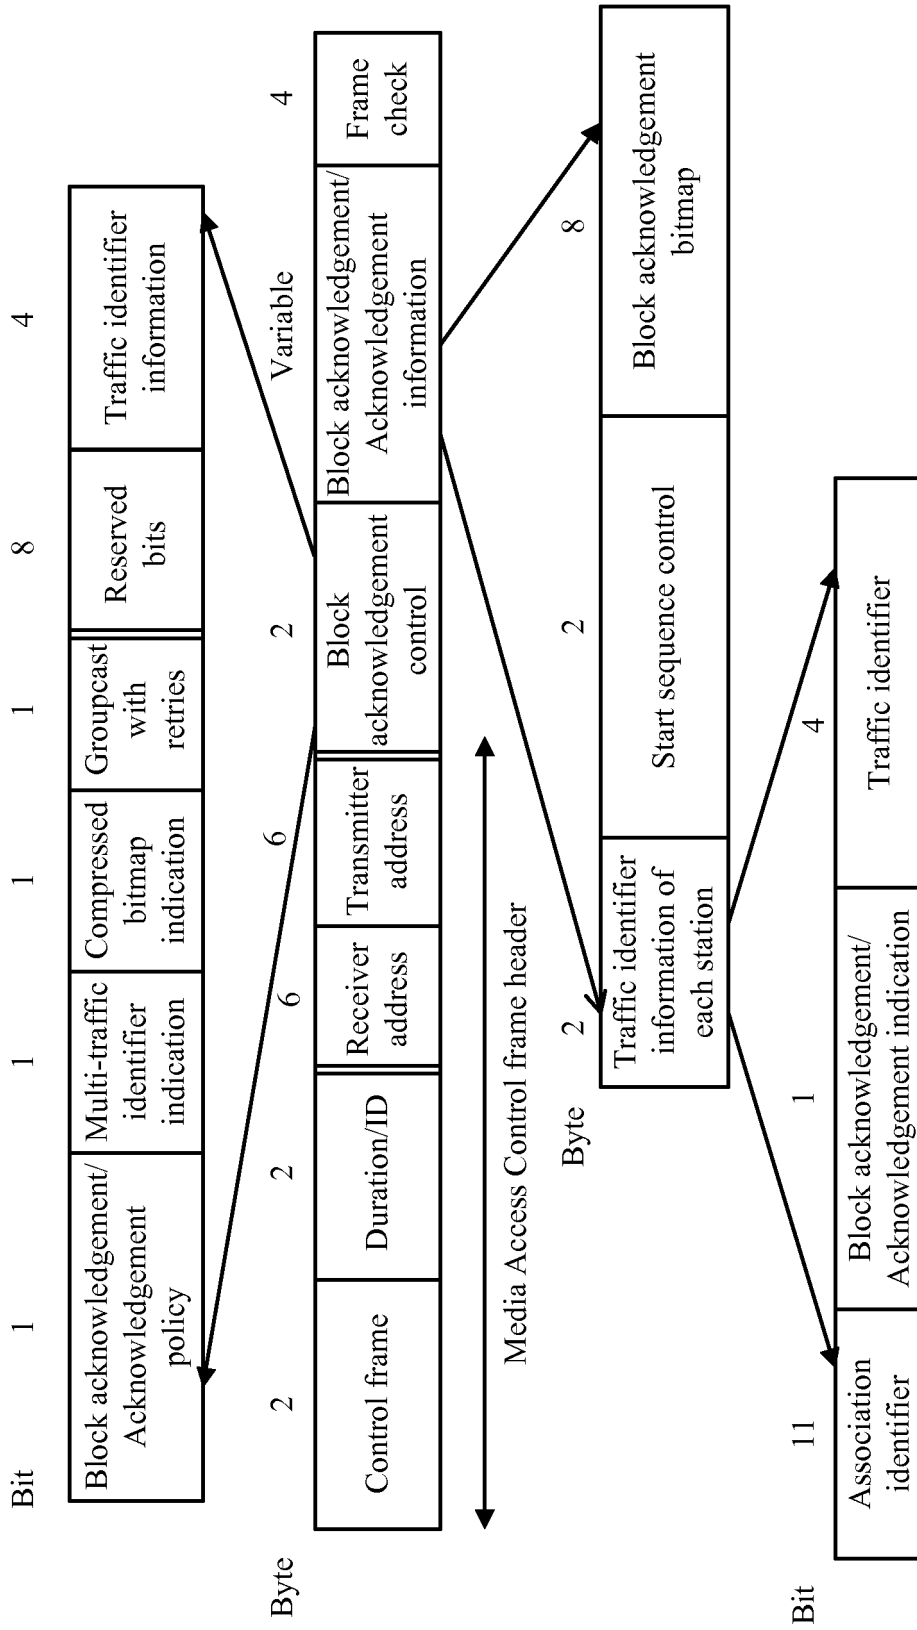 Bit
1
1
1
1
8
4
Block acknowledgement/
Acknowledgement
policy
Multi-traffic
identifier
indication
Compressed
bitmap
indication
Groupcast
with
retries
Reserved
bits
Traffic identifier
information
Byte
2
2
6
6
2
Variable
4
Control frame
Duration/ID
Receiver
address
Transmitter
address
Block
acknowledgement
control
Block acknowledgement/
Acknowledgement
information
Frame
check
Media Access Control frame header
Byte
2
2
8
Traffic identifier
information of
each station
Start sequence control
Block acknowledgement
bitmap
Bit
11
1
4
Association
identifier
Block acknowledgement/
Acknowledgement indication
Traffic identifier